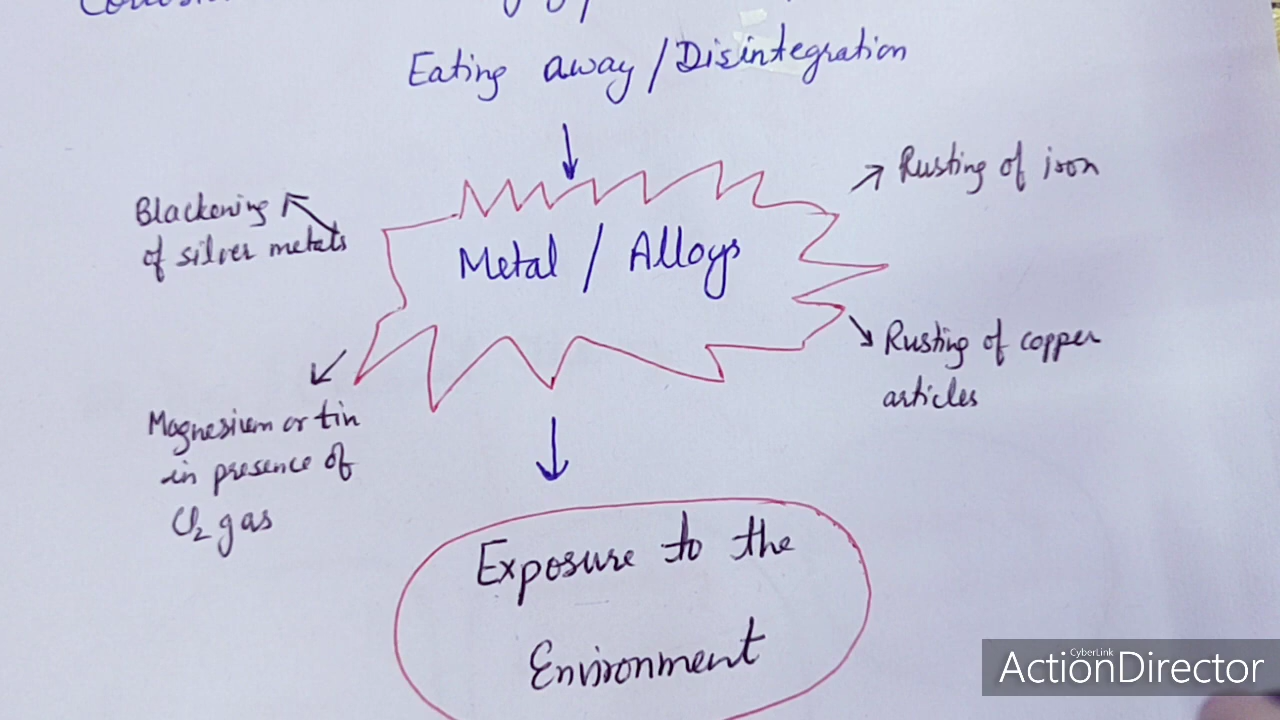 Eating away / Disintegration
Rusting of iron
Blackening
of silver metals
Metal / Alloys
Rusting of copper
articles
Magnesium or tin
in presence of
Cl2 gas
Exposure to the
Environment
CyberLink
ActionDirector